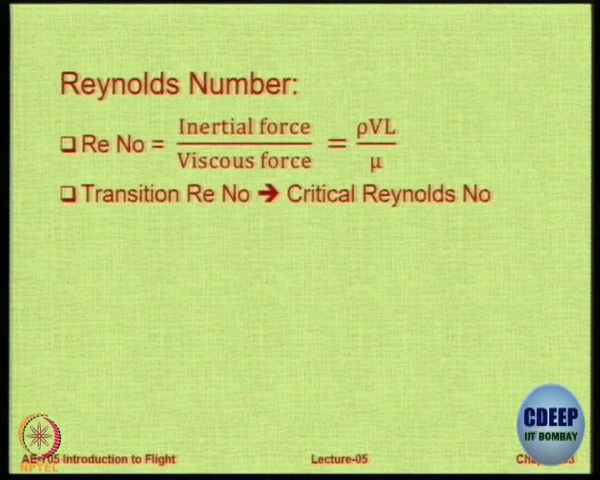 Reynolds Number:
❑ Re No = Inertial force / Viscous force = ρVL / μ
❑ Transition Re No ➔ Critical Reynolds No
CDEEP
IIT BOMBAY
NPTEL
AE-705 Introduction to Flight
Lecture-05